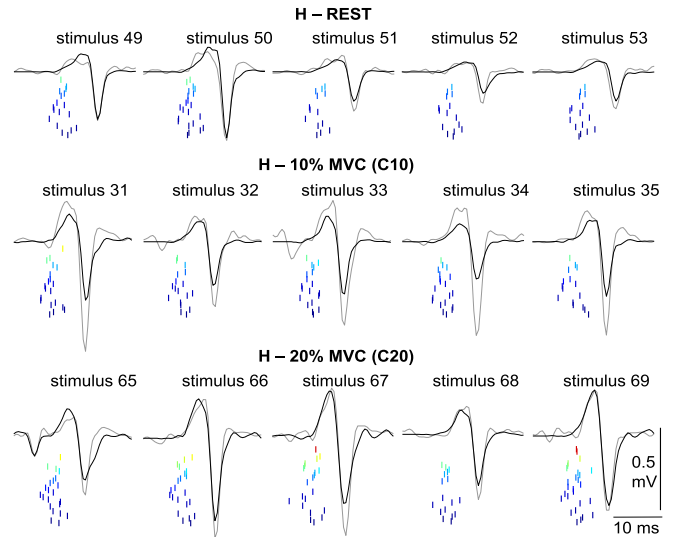 H – REST
stimulus 49 stimulus 50 stimulus 51 stimulus 52 stimulus 53
H – 10% MVC (C10)
stimulus 31 stimulus 32 stimulus 33 stimulus 34 stimulus 35
H – 20% MVC (C20)
stimulus 65 stimulus 66 stimulus 67 stimulus 68 stimulus 69
0.5
mV
10 ms